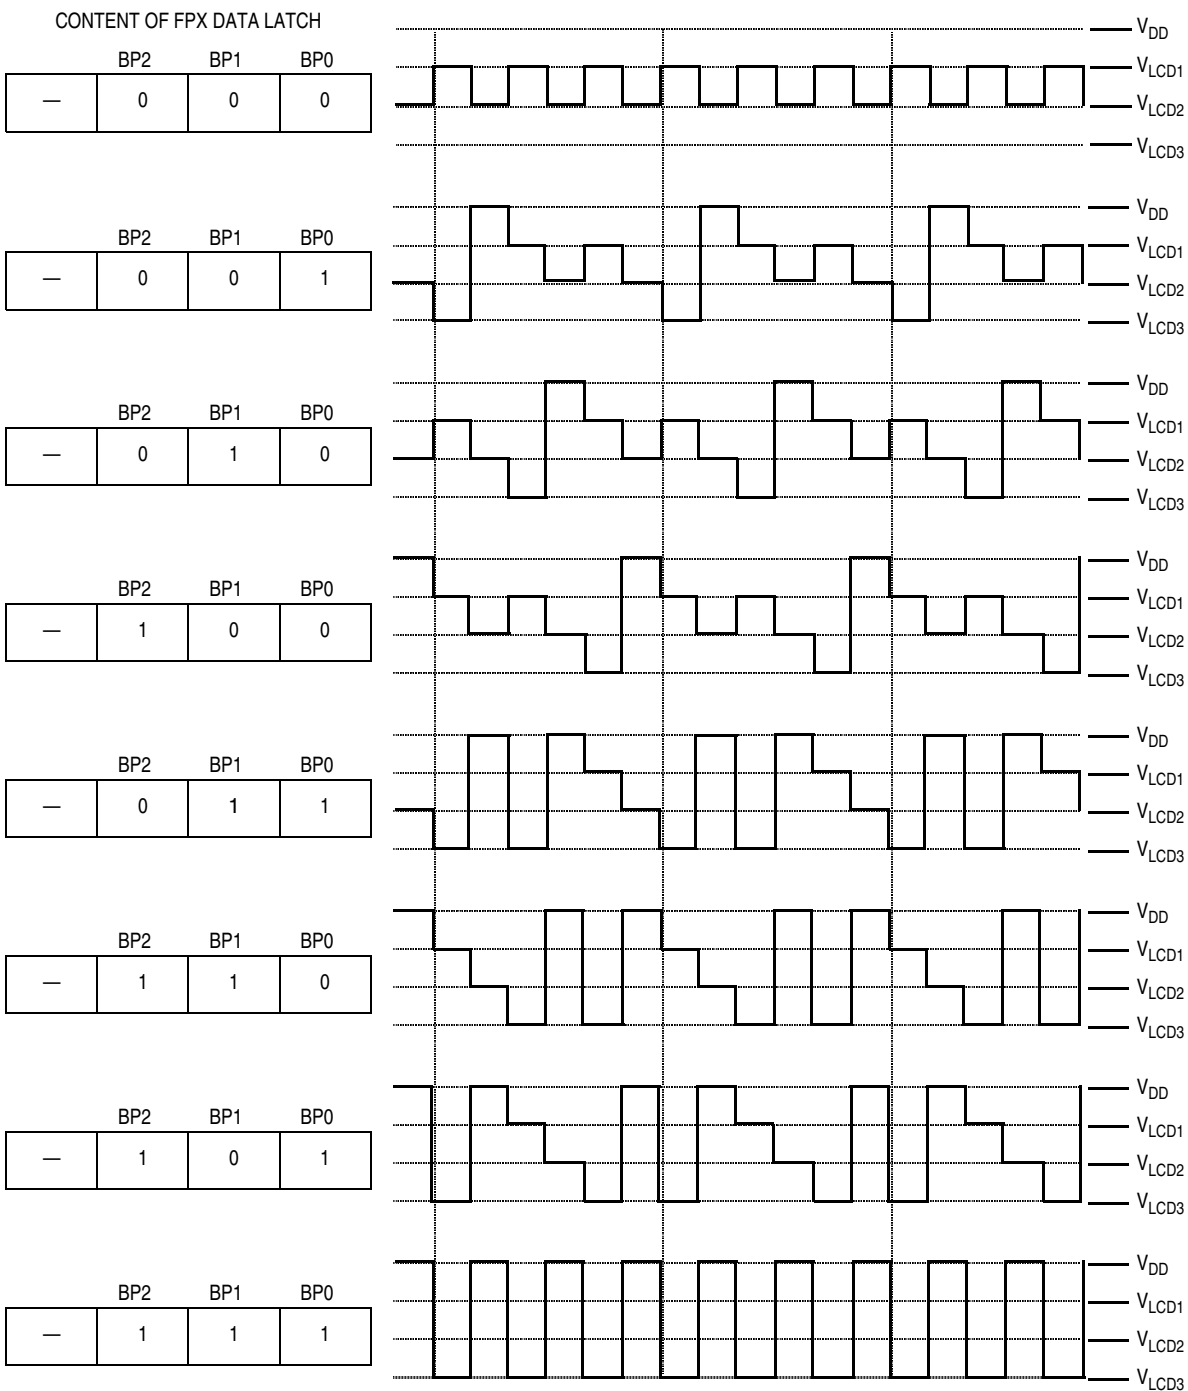 CONTENT OF FPX DATA LATCH
BP2 BP1 BP0
— 0 0 0
VDD
VLCD1
VLCD2
VLCD3
BP2 BP1 BP0
— 0 0 1
VDD
VLCD1
VLCD2
VLCD3
BP2 BP1 BP0
— 0 1 0
VDD
VLCD1
VLCD2
VLCD3
BP2 BP1 BP0
— 1 0 0
VDD
VLCD1
VLCD2
VLCD3
BP2 BP1 BP0
— 0 1 1
VDD
VLCD1
VLCD2
VLCD3
BP2 BP1 BP0
— 1 1 0
VDD
VLCD1
VLCD2
VLCD3
BP2 BP1 BP0
— 1 0 1
VDD
VLCD1
VLCD2
VLCD3
BP2 BP1 BP0
— 1 1 1
VDD
VLCD1
VLCD2
VLCD3